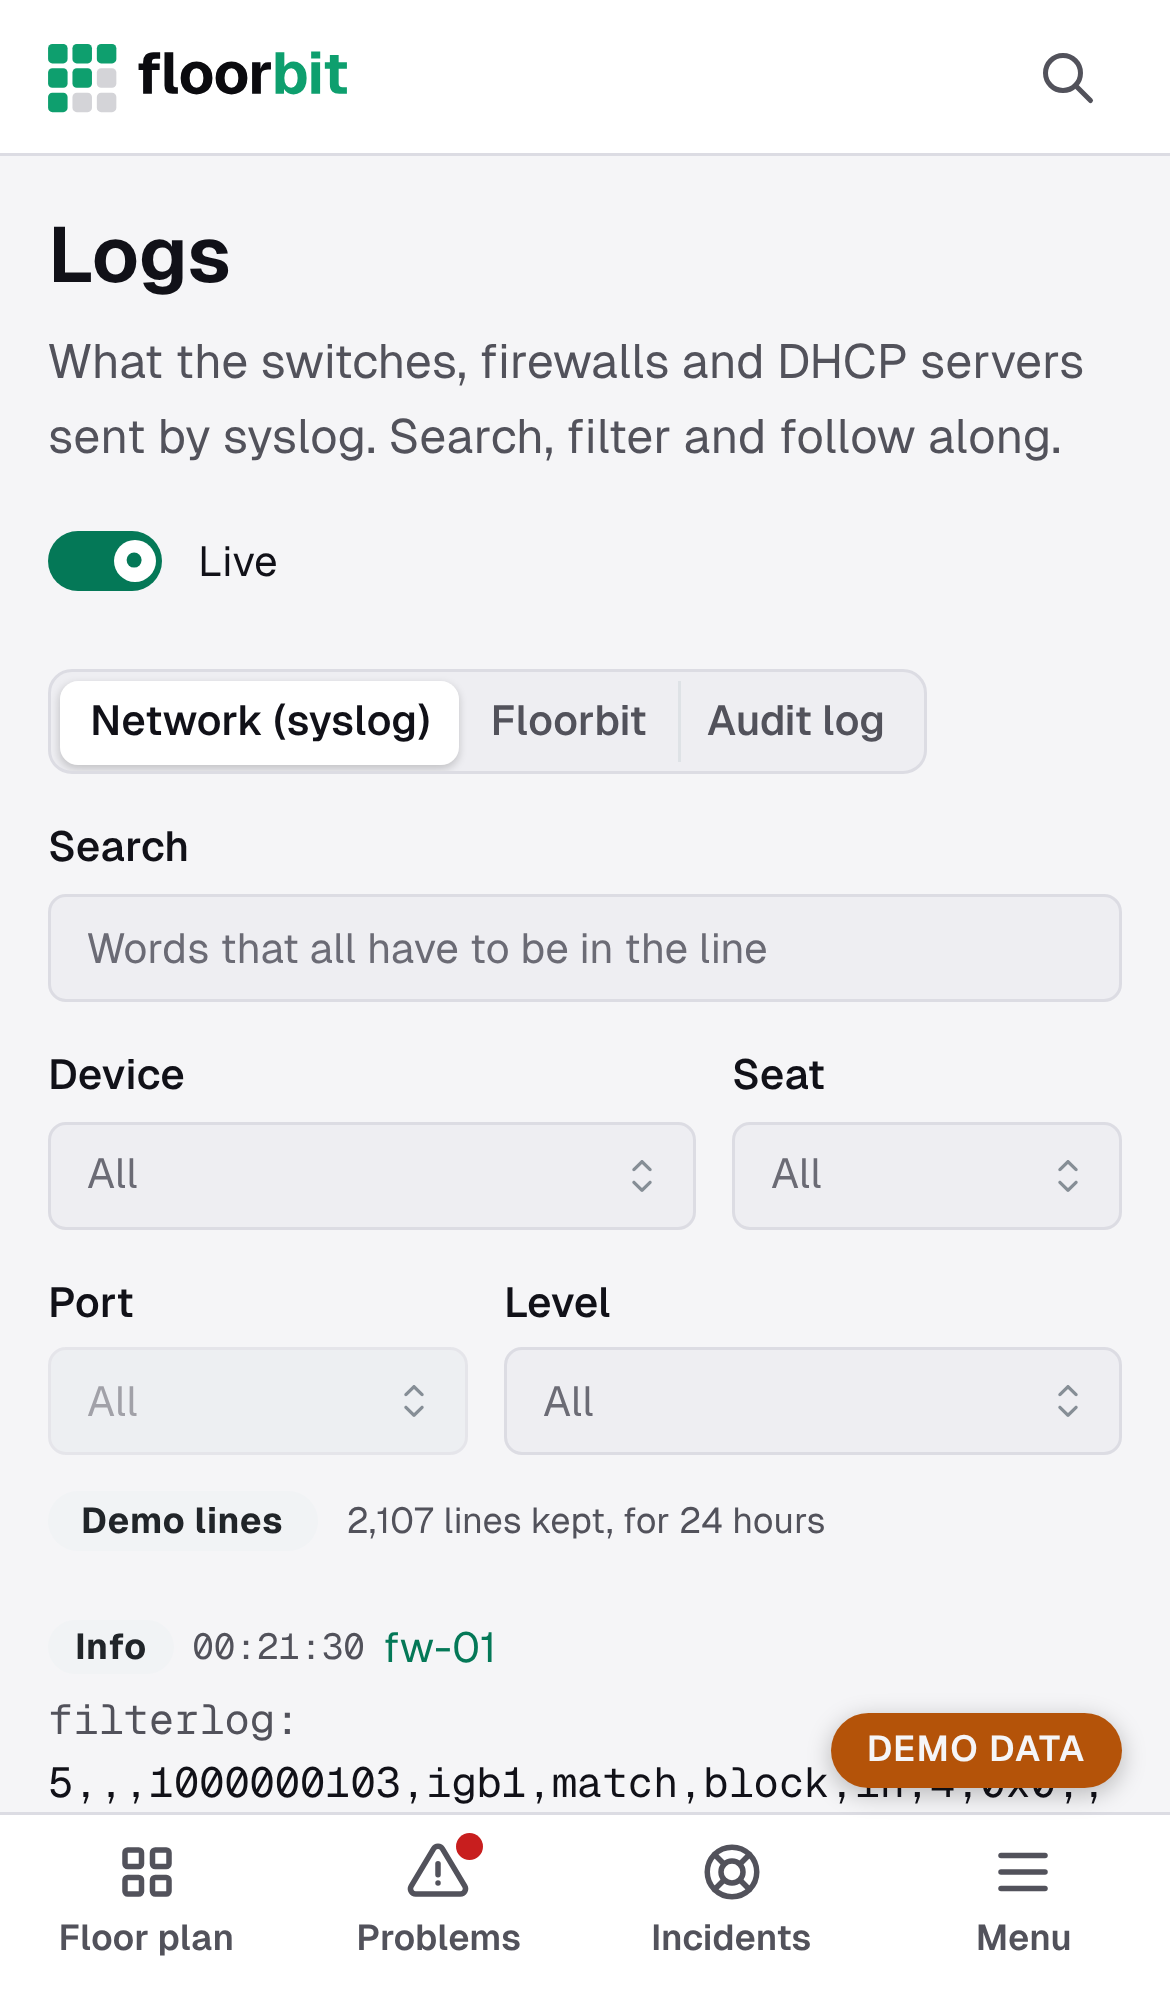 floorbit
Logs
What the switches, firewalls and DHCP servers
sent by syslog. Search, filter and follow along.
Live
Network (syslog) Floorbit Audit log
Search
Words that all have to be in the line
Device Seat
All All
Port Level
All All
Demo lines 2,107 lines kept, for 24 hours
Info 00:21:30 fw-01
filterlog:
5,,,1000000103,igb1,match,block,in,4,0x0,,
DEMO DATA
Floor plan Problems Incidents Menu